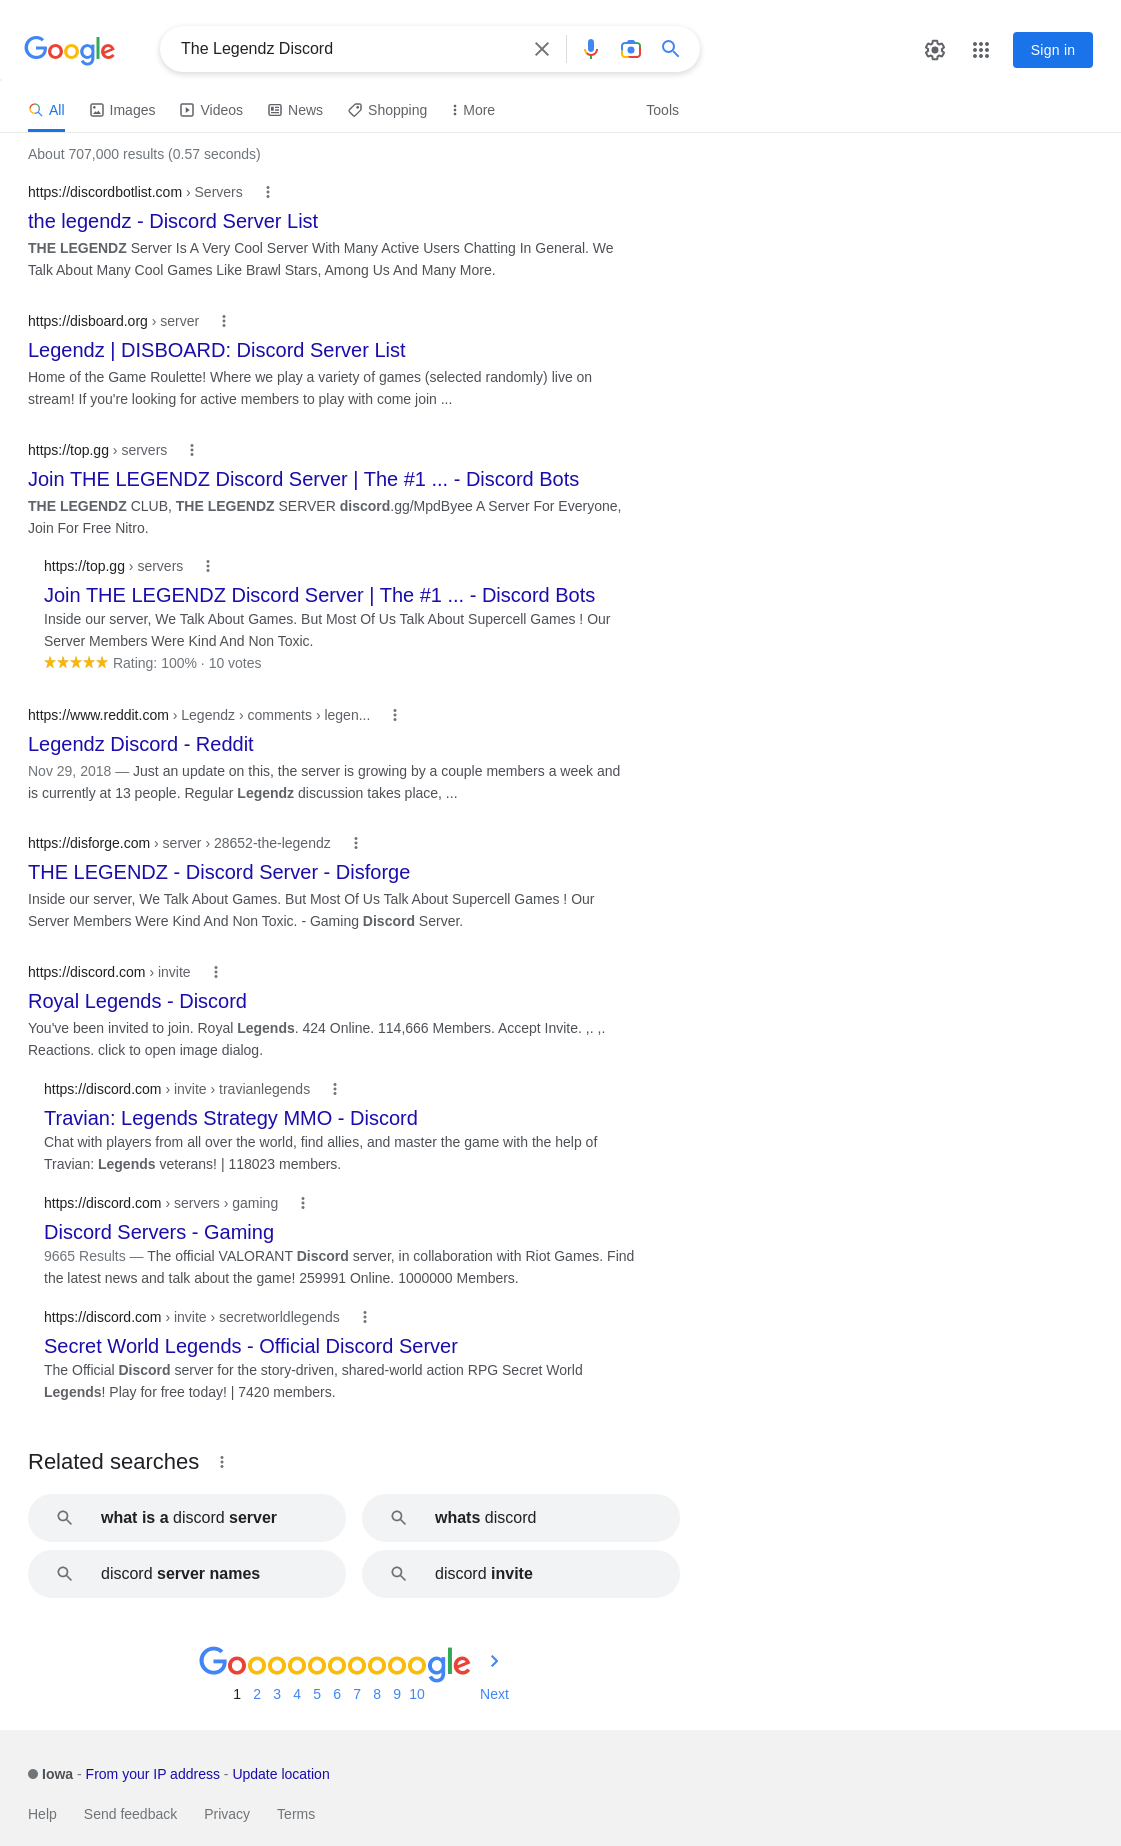 Google
The Legendz Discord
Sign in
All
Images
Videos
News
Shopping
More
Tools
About 707,000 results (0.57 seconds)
https://discordbotlist.com › Servers
the legendz - Discord Server List
THE LEGENDZ Server Is A Very Cool Server With Many Active Users Chatting In General. We
Talk About Many Cool Games Like Brawl Stars, Among Us And Many More.
https://disboard.org › server
Legendz | DISBOARD: Discord Server List
Home of the Game Roulette! Where we play a variety of games (selected randomly) live on
stream! If you're looking for active members to play with come join ...
https://top.gg › servers
Join THE LEGENDZ Discord Server | The #1 ... - Discord Bots
THE LEGENDZ CLUB, THE LEGENDZ SERVER discord.gg/MpdByee A Server For Everyone,
Join For Free Nitro.
https://top.gg › servers
Join THE LEGENDZ Discord Server | The #1 ... - Discord Bots
Inside our server, We Talk About Games. But Most Of Us Talk About Supercell Games ! Our
Server Members Were Kind And Non Toxic.
Rating: 100% · 10 votes
https://www.reddit.com › Legendz › comments › legen...
Legendz Discord - Reddit
Nov 29, 2018 — Just an update on this, the server is growing by a couple members a week and
is currently at 13 people. Regular Legendz discussion takes place, ...
https://disforge.com › server › 28652-the-legendz
THE LEGENDZ - Discord Server - Disforge
Inside our server, We Talk About Games. But Most Of Us Talk About Supercell Games ! Our
Server Members Were Kind And Non Toxic. - Gaming Discord Server.
https://discord.com › invite
Royal Legends - Discord
You've been invited to join. Royal Legends. 424 Online. 114,666 Members. Accept Invite. ,. ,.
Reactions. click to open image dialog.
https://discord.com › invite › travianlegends
Travian: Legends Strategy MMO - Discord
Chat with players from all over the world, find allies, and master the game with the help of
Travian: Legends veterans! | 118023 members.
https://discord.com › servers › gaming
Discord Servers - Gaming
9665 Results — The official VALORANT Discord server, in collaboration with Riot Games. Find
the latest news and talk about the game! 259991 Online. 1000000 Members.
https://discord.com › invite › secretworldlegends
Secret World Legends - Official Discord Server
The Official Discord server for the story-driven, shared-world action RPG Secret World
Legends! Play for free today! | 7420 members.
Related searches
what is a discord server
whats discord
discord server names
discord invite
Goooooooooogle
1 2 3 4 5 6 7 8 9 10 Next
Iowa - From your IP address - Update location
Help Send feedback Privacy Terms